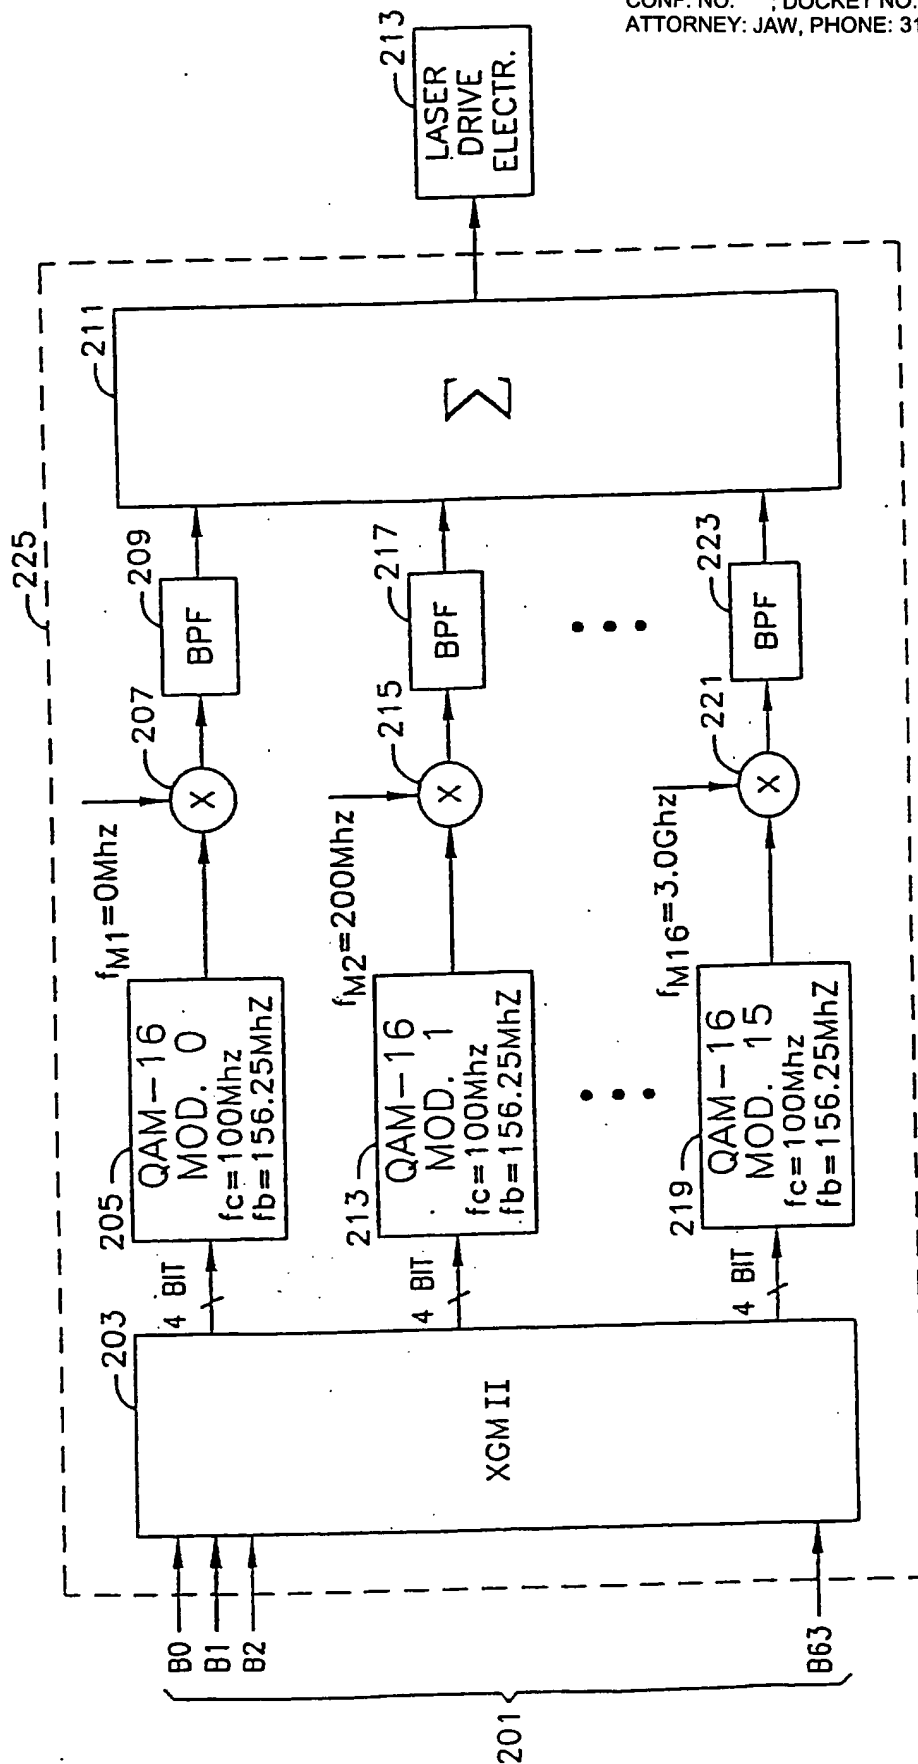 CONF. NO. ; DOCKET NO.
ATTORNEY: JAW, PHONE: 31
201
B0
B1
B2
B63
203
XGM II
4 BIT
4 BIT
4 BIT
205
QAM-16
MOD. 0
fc=100Mhz
fb=156.25MhZ
213
QAM-16
MOD. 1
fc=100Mhz
fb=156.25MhZ
219
QAM-16
MOD. 15
fc=100Mhz
fb=156.25MhZ
fM1=0Mhz
207
X
fM2=200Mhz
215
X
fM16=3.0Ghz
221
X
209
BPF
217
BPF
223
BPF
225
211
Σ
213
LASER
DRIVE
ELECTR.